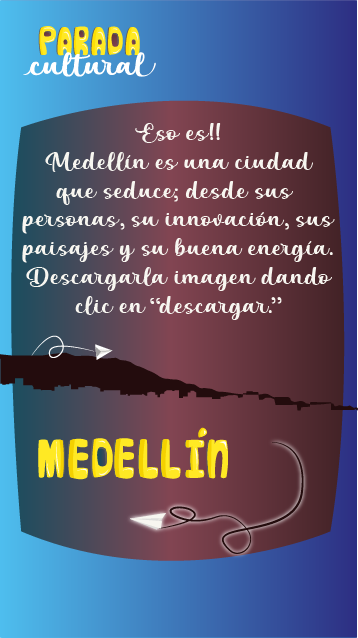 PARADA
cultural
Eso es!!
Medellín es una ciudad
que seduce; desde sus
personas, su innovación, sus
paisajes y su buena energía.
Descargarla imagen dando
clic en “descargar.”
MEDELLÍN